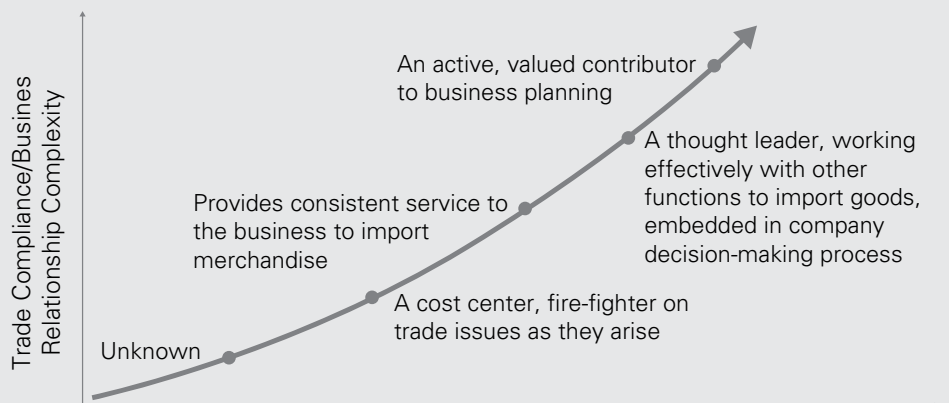 Trade Compliance/Busines
Relationship Complexity
An active, valued contributor
to business planning
A thought leader, working
effectively with other
functions to import goods,
embedded in company
decision-making process
Provides consistent service to
the business to import
merchandise
A cost center, fire-fighter on
trade issues as they arise
Unknown